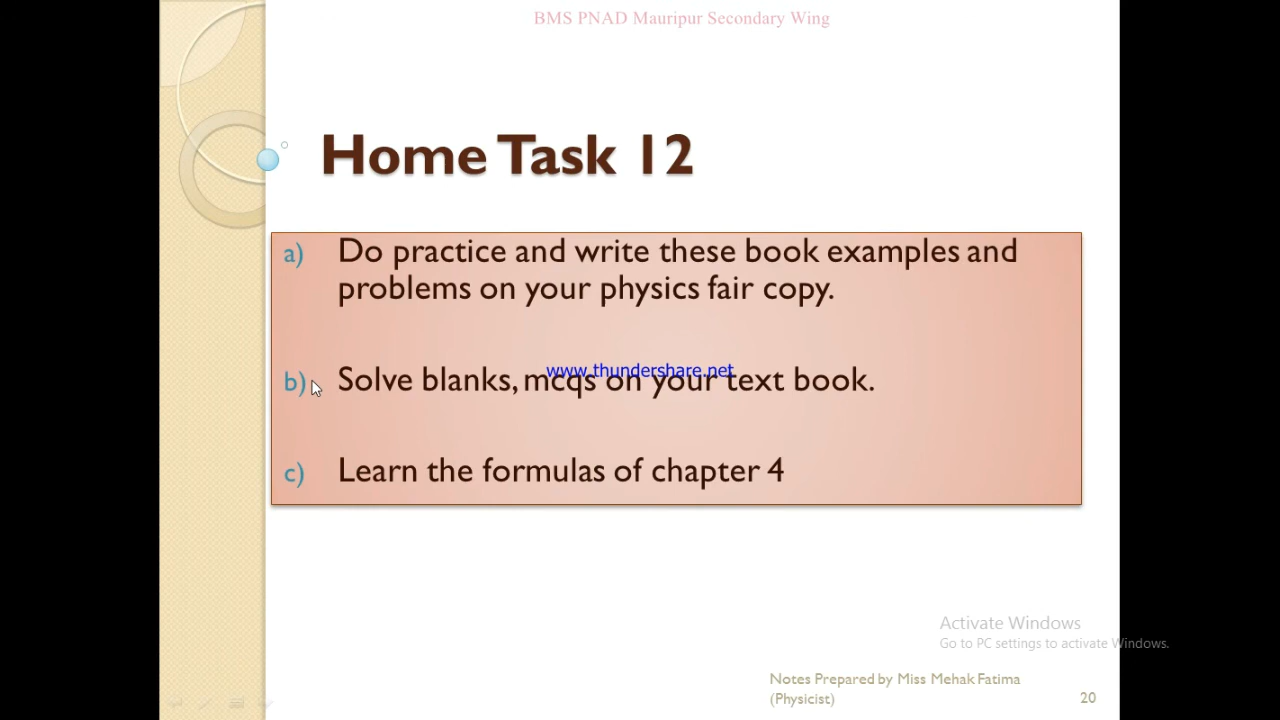 BMS PNAD Mauripur Secondary Wing
Home Task 12
a) Do practice and write these book examples and
problems on your physics fair copy.
www.thundershare.net
b) Solve blanks, mcqs on your text book.
c) Learn the formulas of chapter 4
Activate Windows
Go to PC settings to activate Windows.
Notes Prepared by Miss Mehak Fatima
(Physicist)
20